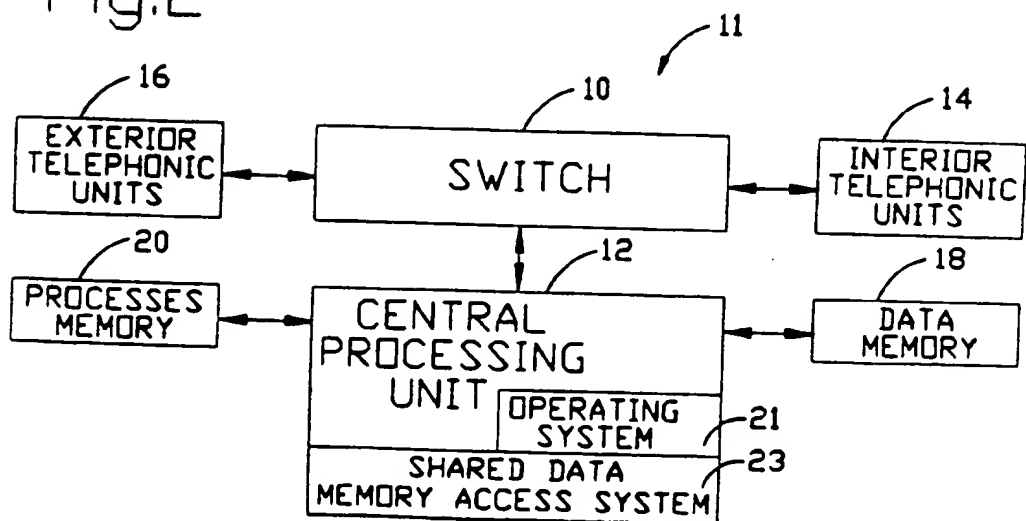 Fig.2
11
16
10
14
EXTERIOR
TELEPHONIC
UNITS
SWITCH
INTERIOR
TELEPHONIC
UNITS
20
12
18
PROCESSES
MEMORY
CENTRAL
PROCESSING
UNIT
DATA
MEMORY
OPERATING
SYSTEM
21
SHARED DATA
MEMORY ACCESS SYSTEM
23